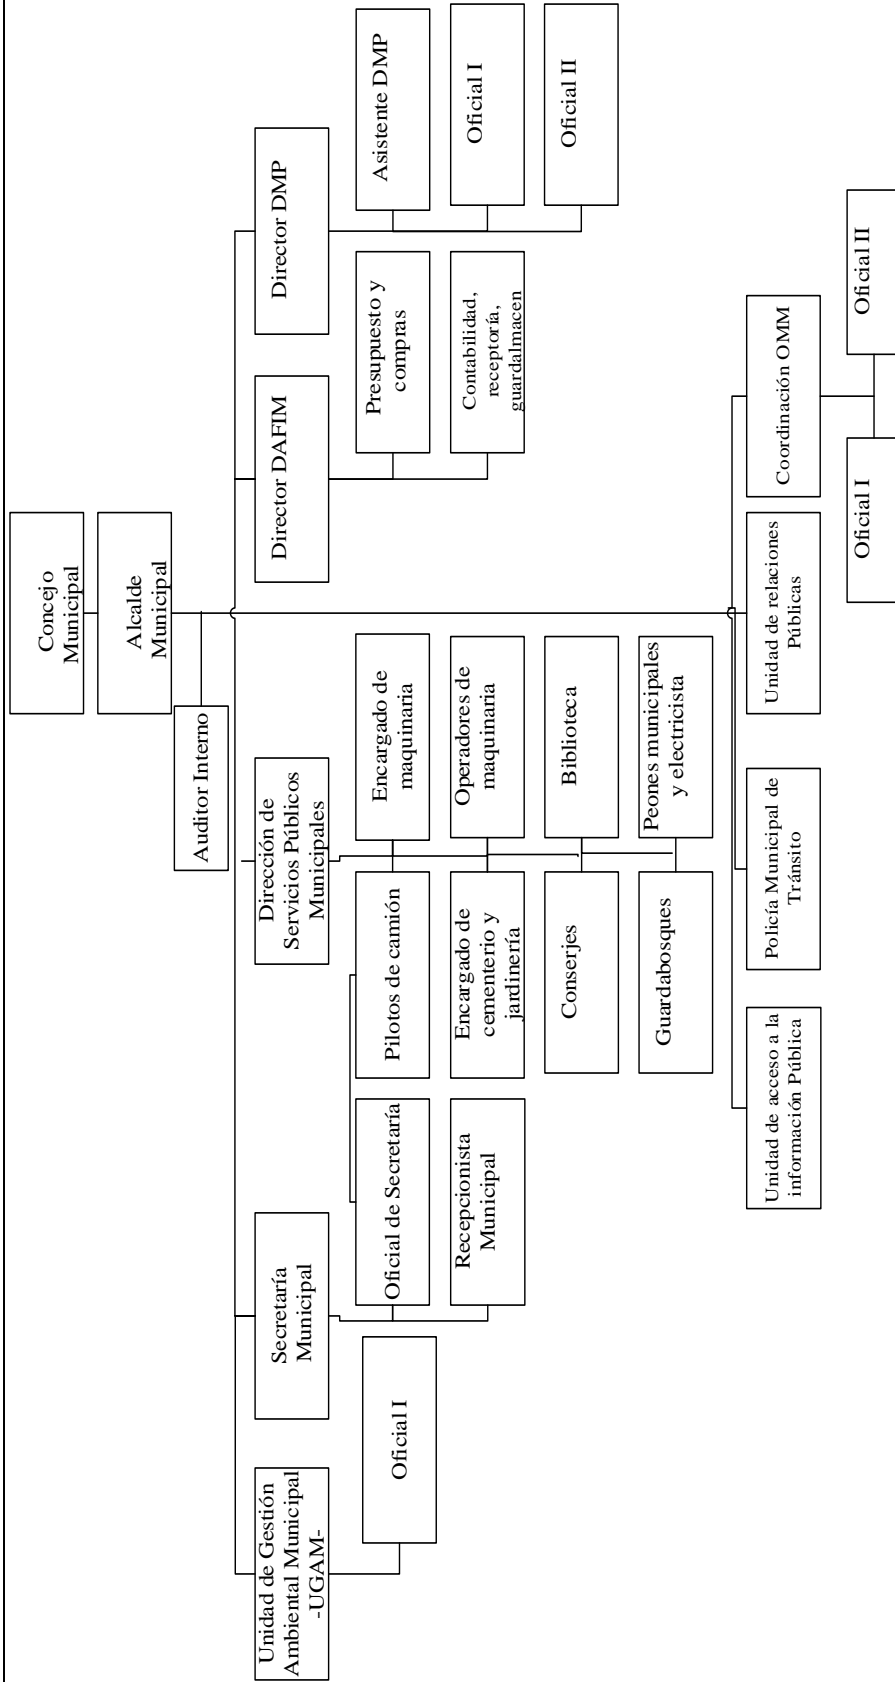 Concejo
Municipal
Alcalde
Municipal
Auditor Interno
Unidad de Gestión
Ambiental Municipal
-UGAM-
Secretaría
Municipal
Dirección de
Servicios Públicos
Municipales
Director DAFIM
Director DMP
Oficial I
Oficial de Secretaría
Pilotos de camión
Encargado de
maquinaria
Presupuesto y
compras
Asistente DMP
Recepcionista
Municipal
Encargado de
cementerio y
jardinería
Operadores de
maquinaria
Contabilidad,
receptoría,
guardalmacen
Oficial I
Conserjes
Biblioteca
Oficial II
Guardabosques
Peones municipales
y electricista
Unidad de acceso a la
información Pública
Policía Municipal de
Tránsito
Unidad de relaciones
Públicas
Coordinación OMM
Oficial I
Oficial II